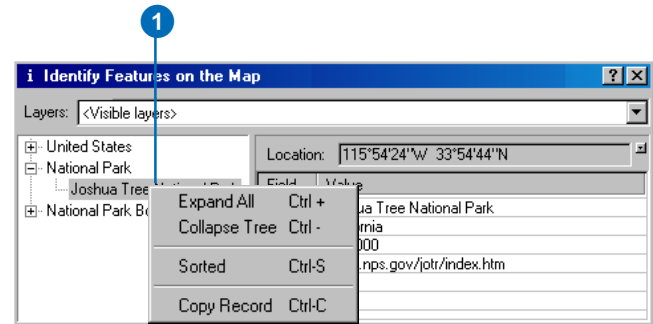 1
i Identify Features on the Map
Layers: <Visible layers>
United States
National Park
Joshua Tree National Park
National Park Bo
Location: 115°54'24"W 33°54'44"N
Field Value
ua Tree National Park
ornia
000
.nps.gov/jotr/index.htm
Expand All Ctrl +
Collapse Tree Ctrl -
Sorted Ctrl-S
Copy Record Ctrl-C